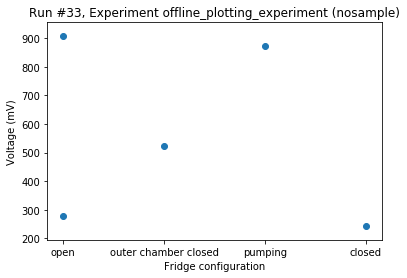 Run #33, Experiment offline_plotting_experiment (nosample)
900
800
700
600
500
400
300
200
Voltage (mV)
open outer chamber closed pumping closed
Fridge configuration